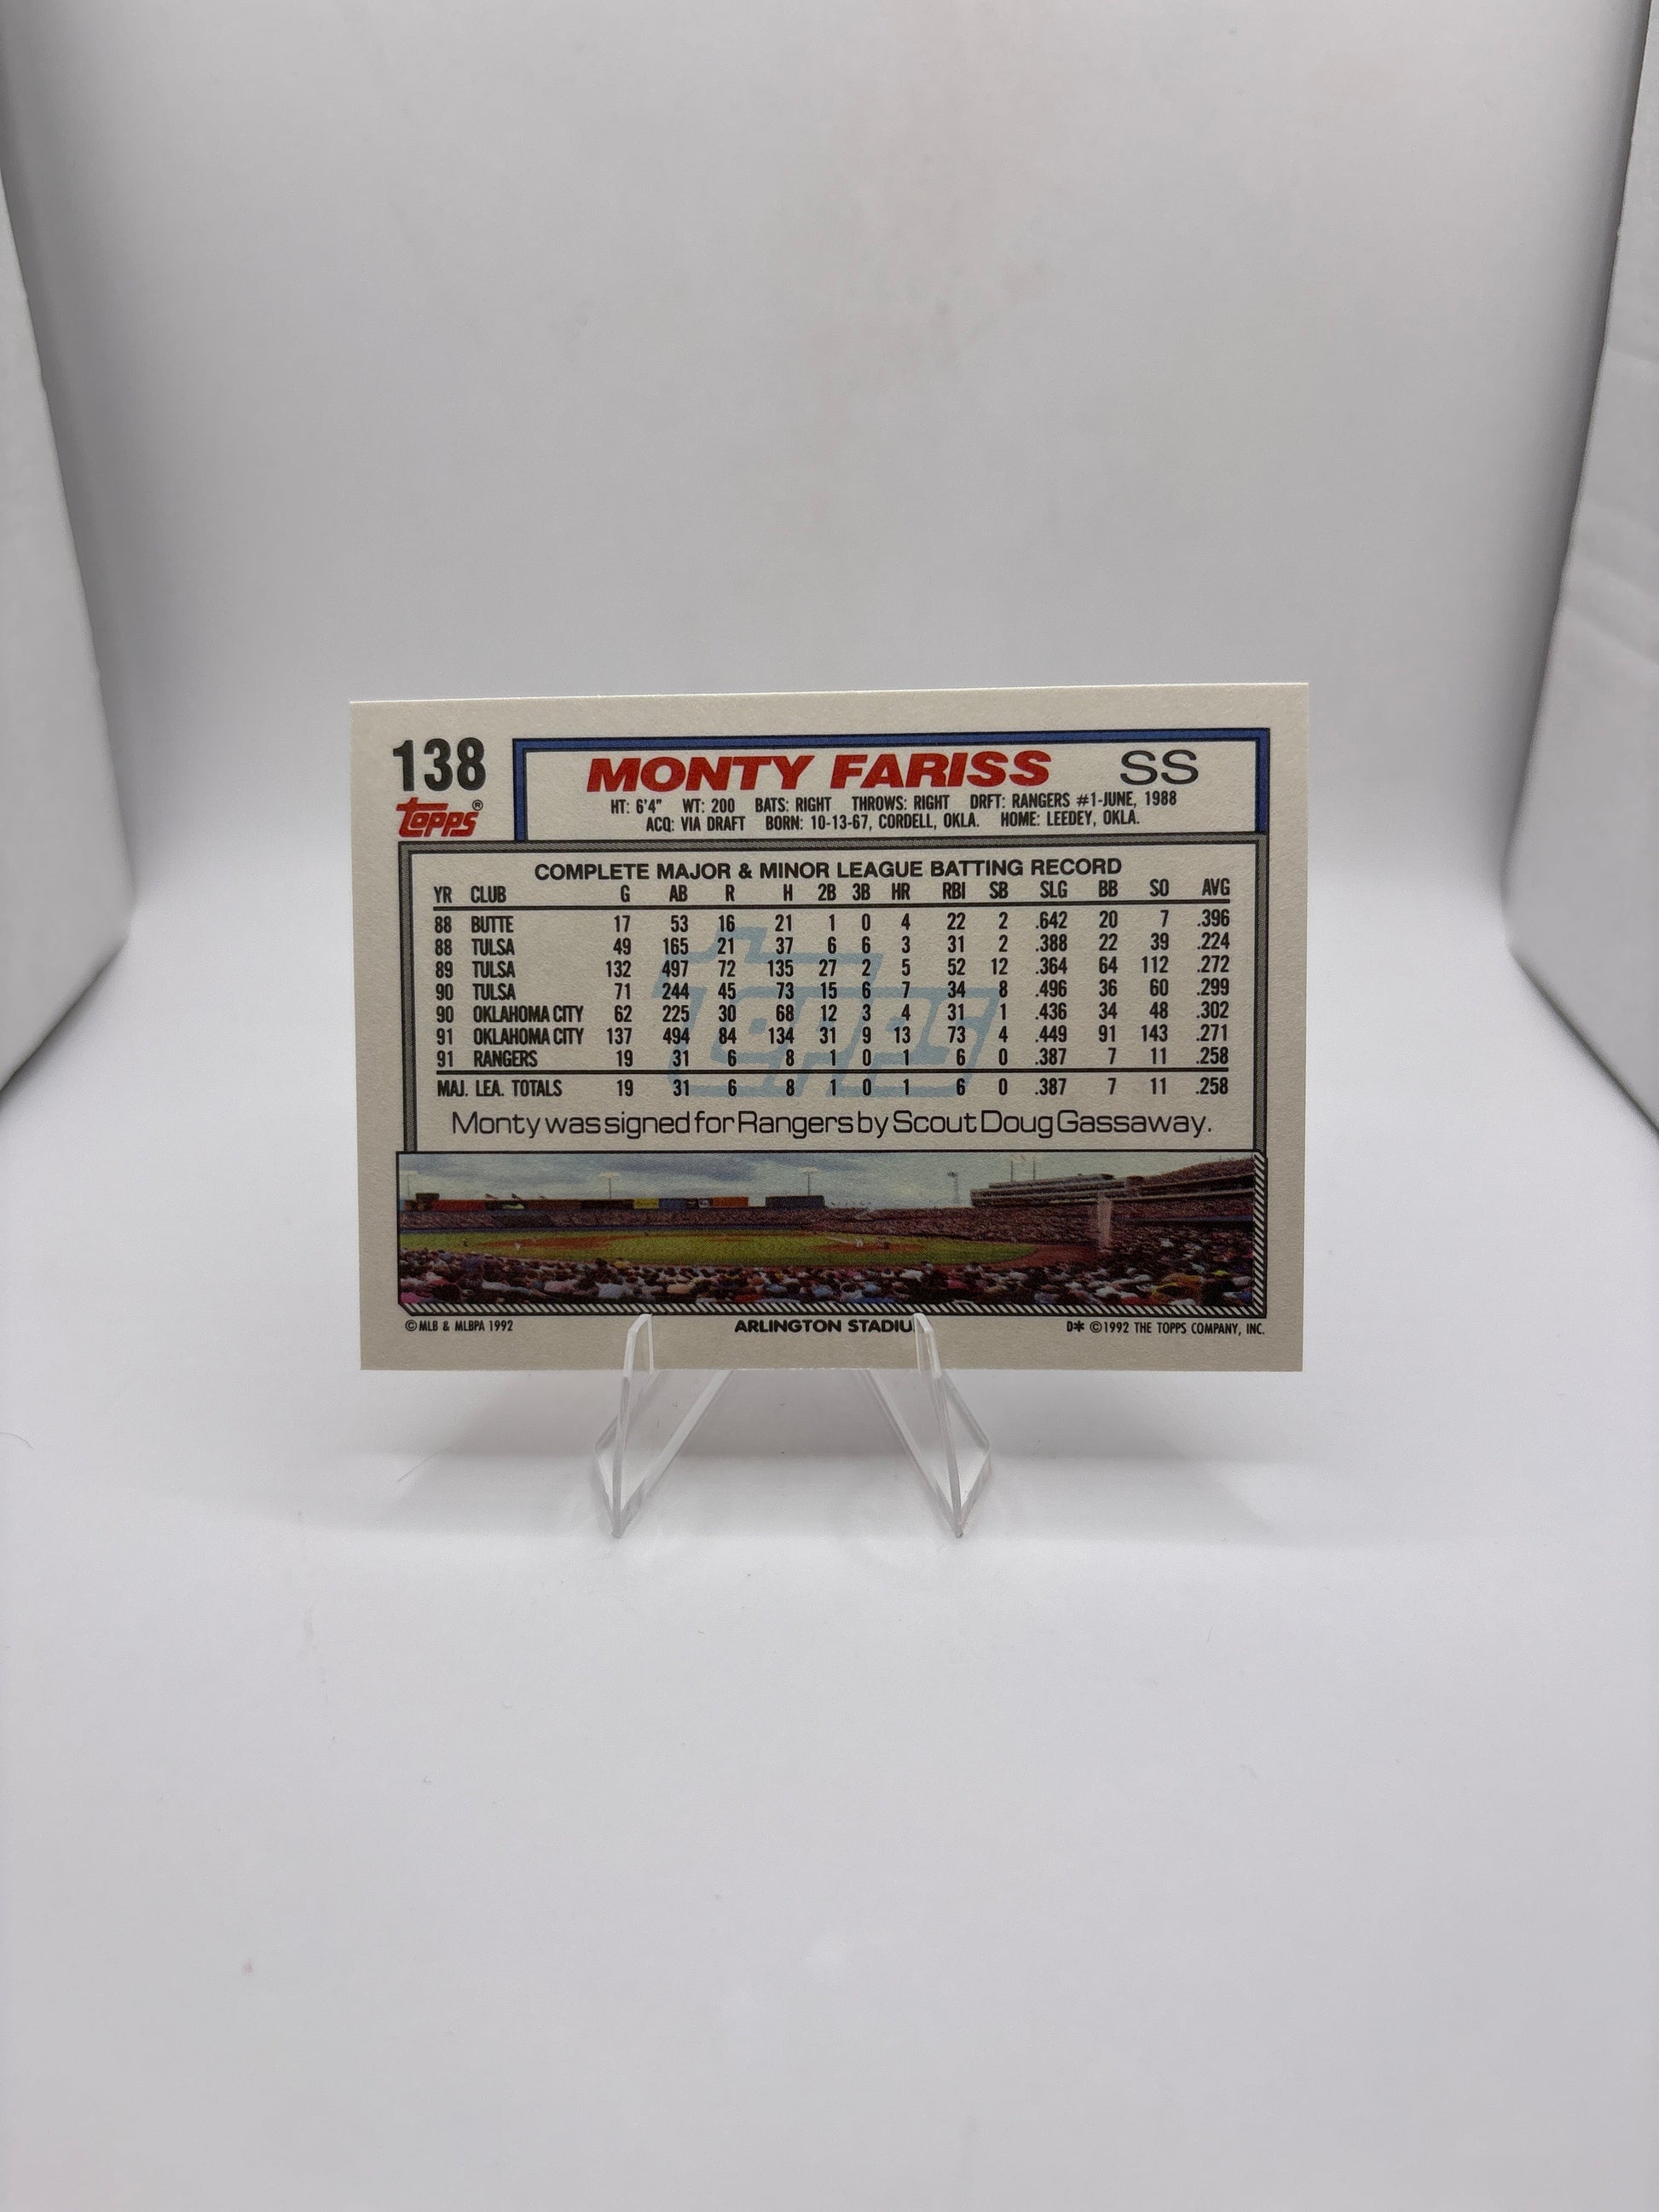 138
topps®
MONTY FARISS SS
HT: 6'4" WT: 200 BATS: RIGHT THROWS: RIGHT DRFT: RANGERS #1-JUNE, 1988
ACQ: VIA DRAFT BORN: 10-13-67, CORDELL, OKLA. HOME: LEEDEY, OKLA.
COMPLETE MAJOR & MINOR LEAGUE BATTING RECORD
YR CLUB G AB R H 2B 3B HR RBI SB SLG BB SO AVG
88 BUTTE 17 53 16 21 1 0 4 22 2 .642 20 7 .396
88 TULSA 49 165 21 37 6 6 3 31 2 .388 22 39 .224
89 TULSA 132 497 72 135 27 2 5 52 12 .364 64 112 .272
90 TULSA 71 244 45 73 15 6 7 34 8 .496 36 60 .299
90 OKLAHOMA CITY 62 225 30 68 12 3 4 31 1 .436 34 48 .302
91 OKLAHOMA CITY 137 494 84 134 31 9 13 73 4 .449 91 143 .271
91 RANGERS 19 31 6 8 1 0 1 6 0 .387 7 11 .258
MAJ. LEA. TOTALS 19 31 6 8 1 0 1 6 0 .387 7 11 .258
topps
Monty was signed for Rangers by Scout Doug Gassaway.
© MLB & MLBPA 1992 ARLINGTON STADIU D* ©1992 THE TOPPS COMPANY, INC.